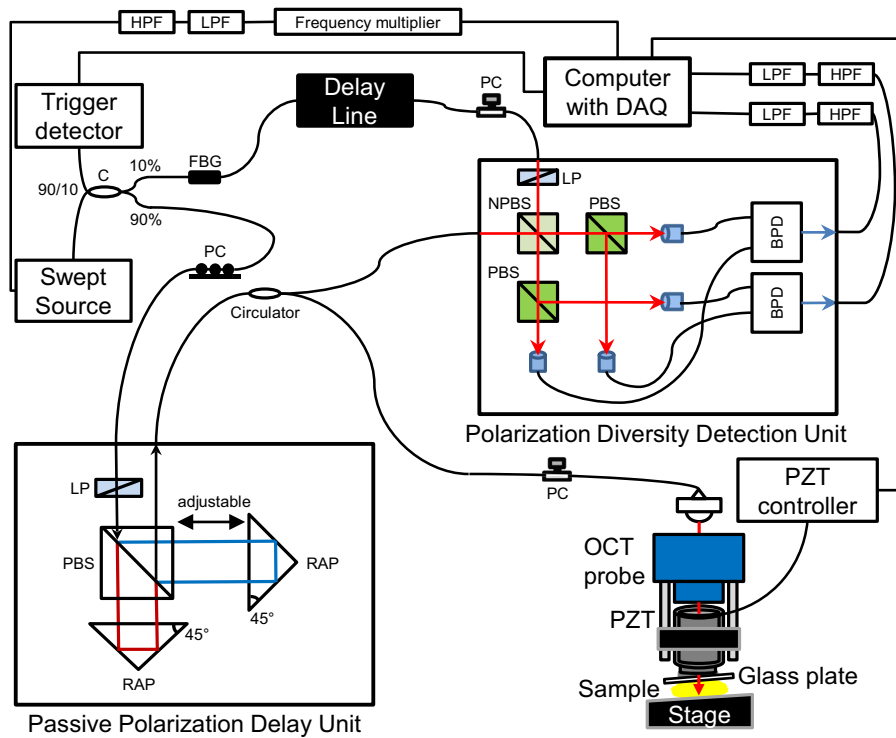 HPF
LPF
Frequency multiplier
Trigger
detector
Delay
Line
PC
Computer
with DAQ
LPF
HPF
LPF
HPF
C
10%
FBG
90/10
90%
LP
NPBS
PBS
BPD
PC
PBS
BPD
Swept
Source
Circulator
Polarization Diversity Detection Unit
LP
adjustable
PBS
RAP
45°
45°
RAP
Passive Polarization Delay Unit
PC
PZT
controller
OCT
probe
PZT
Glass plate
Sample
Stage